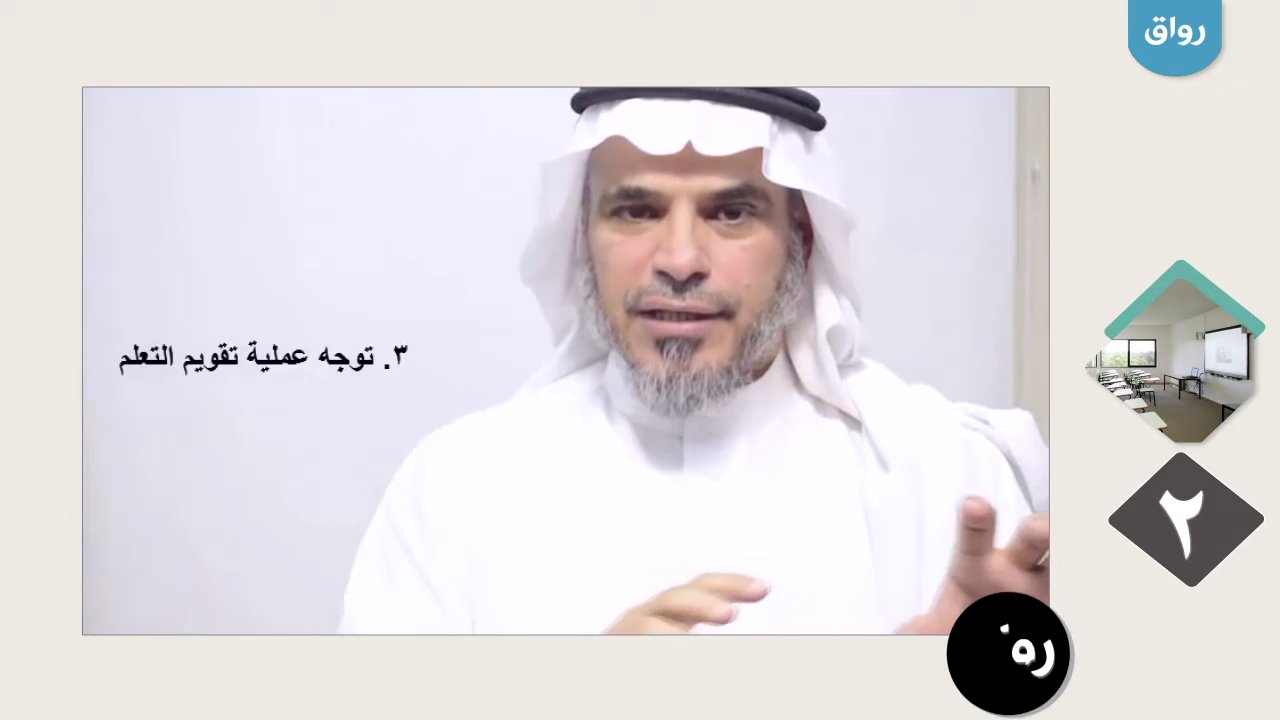 رواق
٣. توجه عملية تقويم التعلم
٢